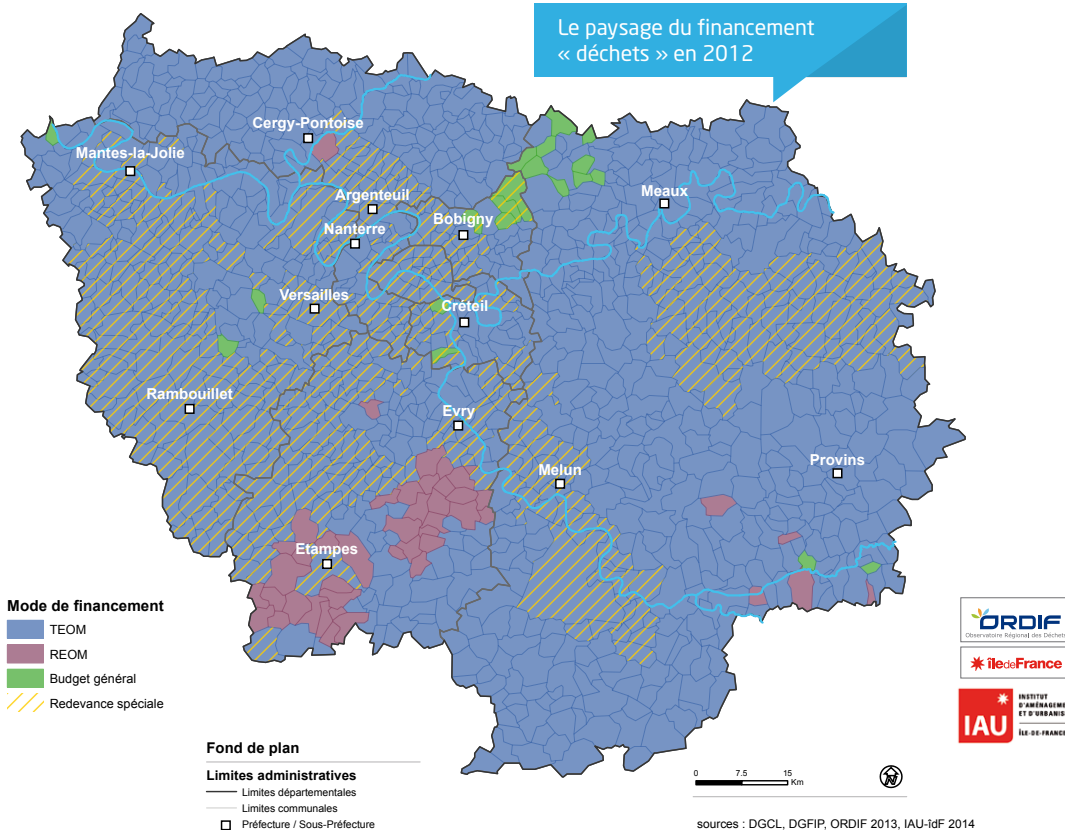 Le paysage du financement
« déchets » en 2012
Cergy-Pontoise
Mantes-la-Jolie
Argenteuil
Meaux
Nanterre
Bobigny
Versailles
Créteil
Rambouillet
Evry
Melun
Provins
Etampes
Mode de financement
TEOM
REOM
Budget général
Redevance spéciale
Fond de plan
Limites administratives
Limites départementales
Limites communales
Préfecture / Sous-Préfecture
0 7.5 15
Km
N
ORDIF
Observatoire Régional des Déchets
îledeFrance
IAU
INSTITUT
D'AMÉNAGEME
ET D'URBANIS
ÎLE-DE-FRANCE
sources : DGCL, DGFIP, ORDIF 2013, IAU-îdF 2014